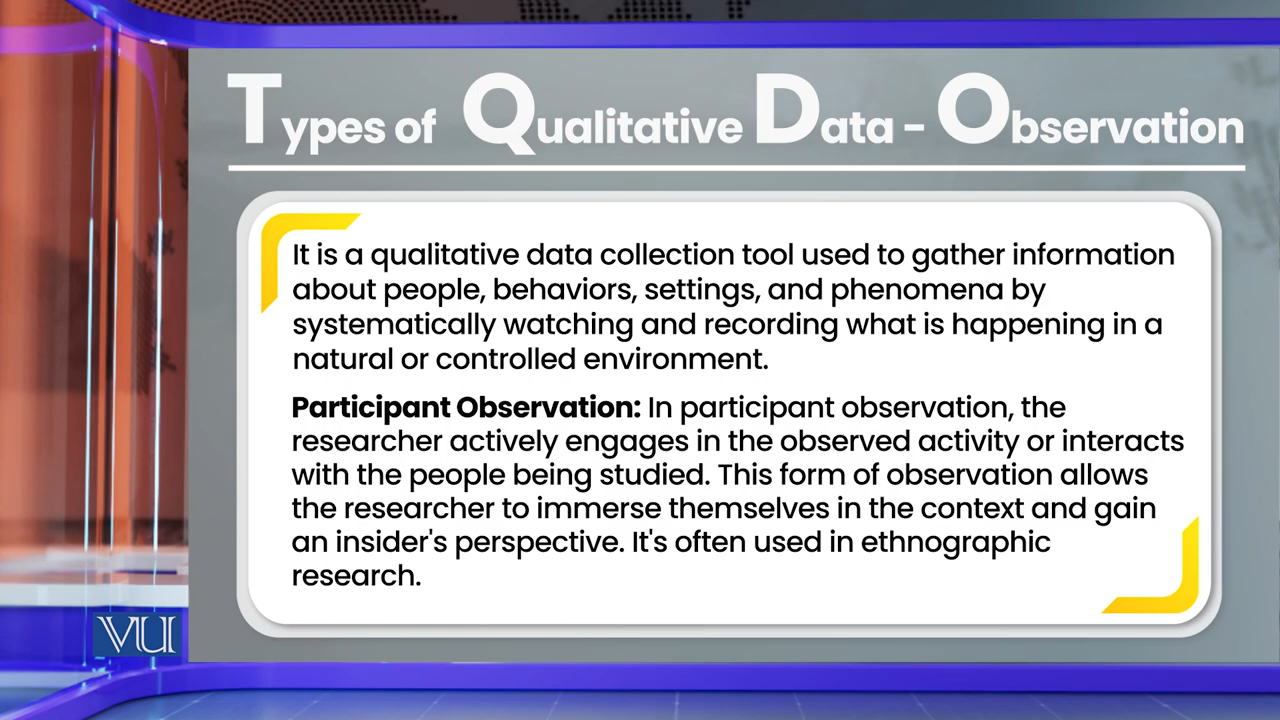 Types of Qualitative Data - Observation
It is a qualitative data collection tool used to gather information
about people, behaviors, settings, and phenomena by
systematically watching and recording what is happening in a
natural or controlled environment.
Participant Observation: In participant observation, the
researcher actively engages in the observed activity or interacts
with the people being studied. This form of observation allows
the researcher to immerse themselves in the context and gain
an insider's perspective. It's often used in ethnographic
research.
VU